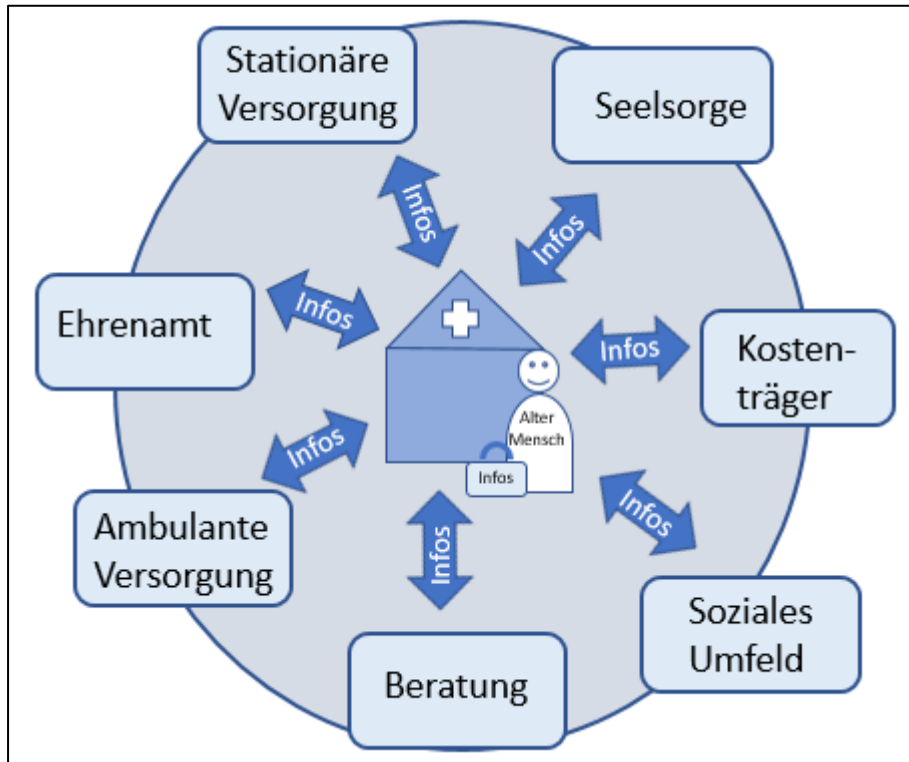 Stationäre
Versorgung
Seelsorge
Infos
Infos
Ehrenamt
Infos
Infos
Kosten-
träger
Alter
Mensch
Infos
Infos
Infos
Infos
Ambulante
Versorgung
Soziales
Umfeld
Beratung